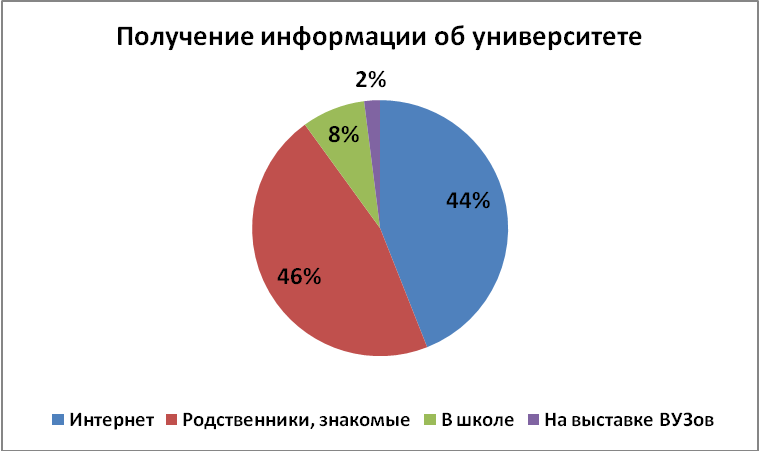 Получение информации об университете
2%
8%
44%
46%
Интернет Родственники, знакомые В школе На выставке ВУЗов